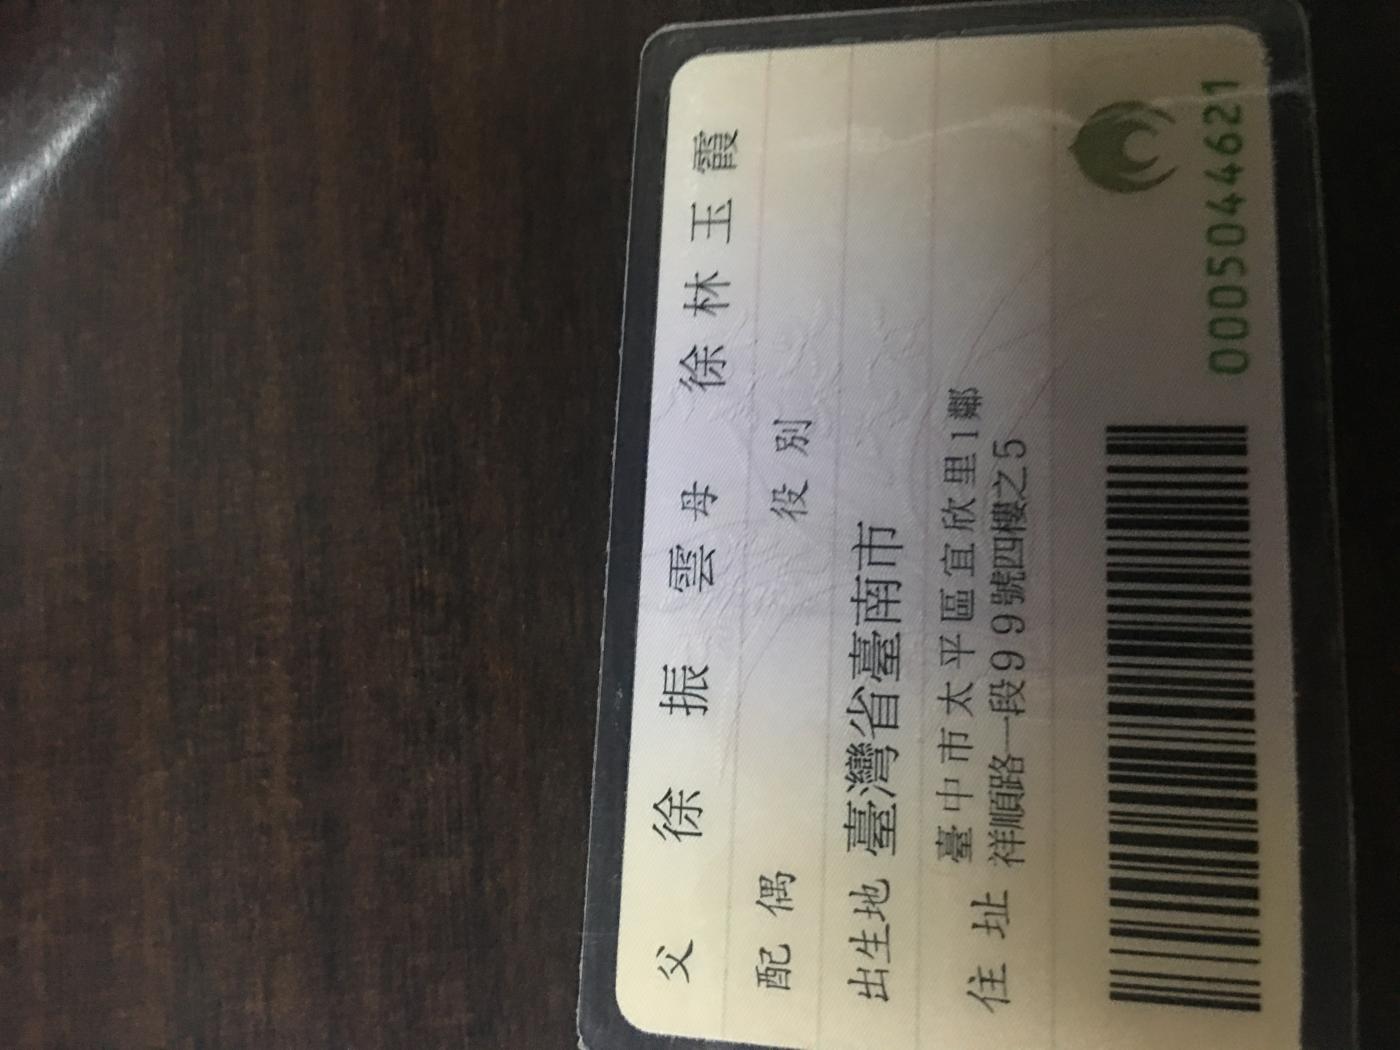 父 徐振雲 母 徐林玉霞
配偶 役別
出生地 臺灣省臺南市
住址 臺中市太平區宜欣里1鄰
祥順路一段99號四樓之5
0005044621